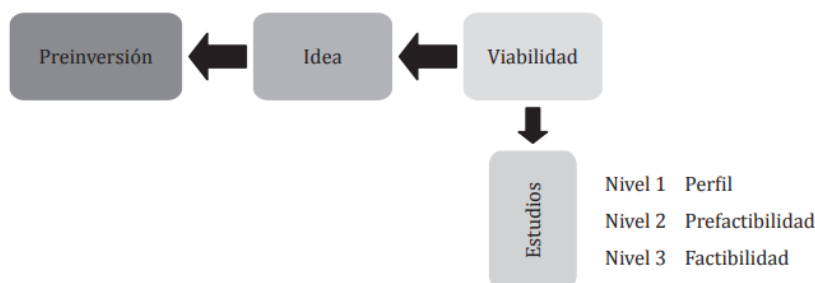 Preinversión
Idea
Viabilidad
Estudios
Nivel 1 Perfil
Nivel 2 Prefactibilidad
Nivel 3 Factibilidad